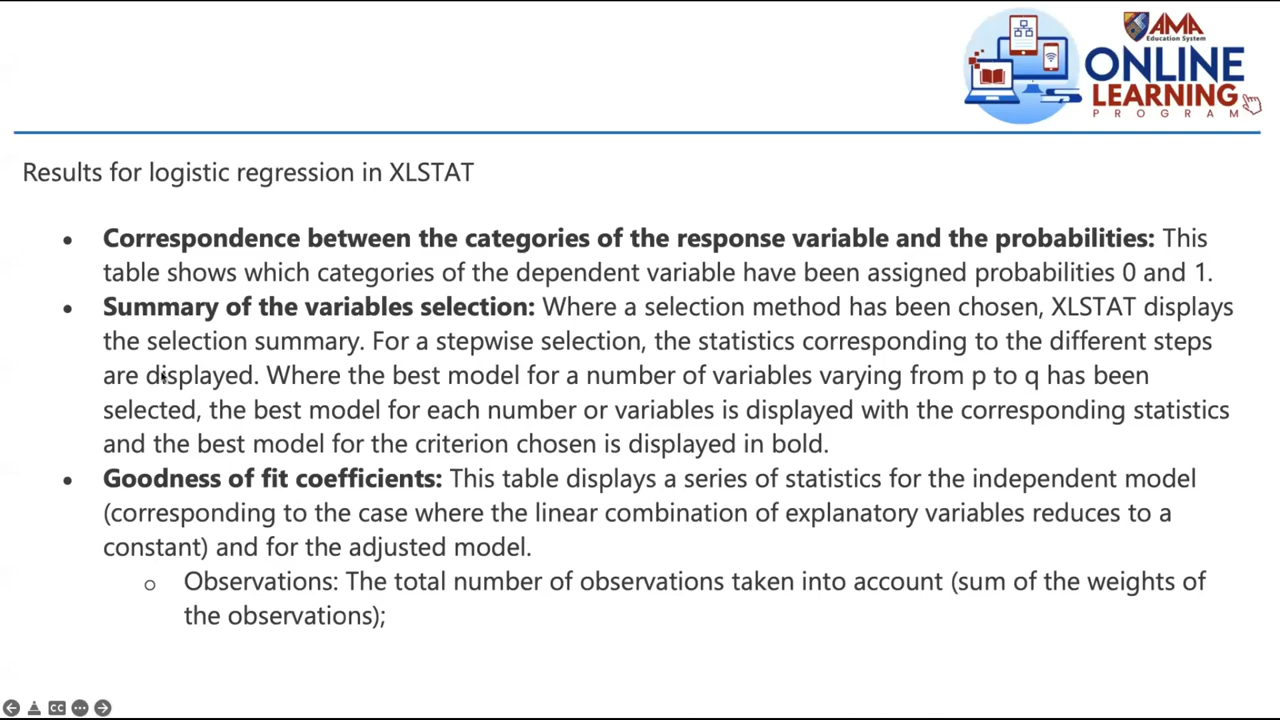 AMA
Education System
ONLINE
LEARNING
PROGRAM
Results for logistic regression in XLSTAT
• Correspondence between the categories of the response variable and the probabilities: This
table shows which categories of the dependent variable have been assigned probabilities 0 and 1.
• Summary of the variables selection: Where a selection method has been chosen, XLSTAT displays
the selection summary. For a stepwise selection, the statistics corresponding to the different steps
are displayed. Where the best model for a number of variables varying from p to q has been
selected, the best model for each number or variables is displayed with the corresponding statistics
and the best model for the criterion chosen is displayed in bold.
• Goodness of fit coefficients: This table displays a series of statistics for the independent model
(corresponding to the case where the linear combination of explanatory variables reduces to a
constant) and for the adjusted model.
o Observations: The total number of observations taken into account (sum of the weights of
the observations);
CC